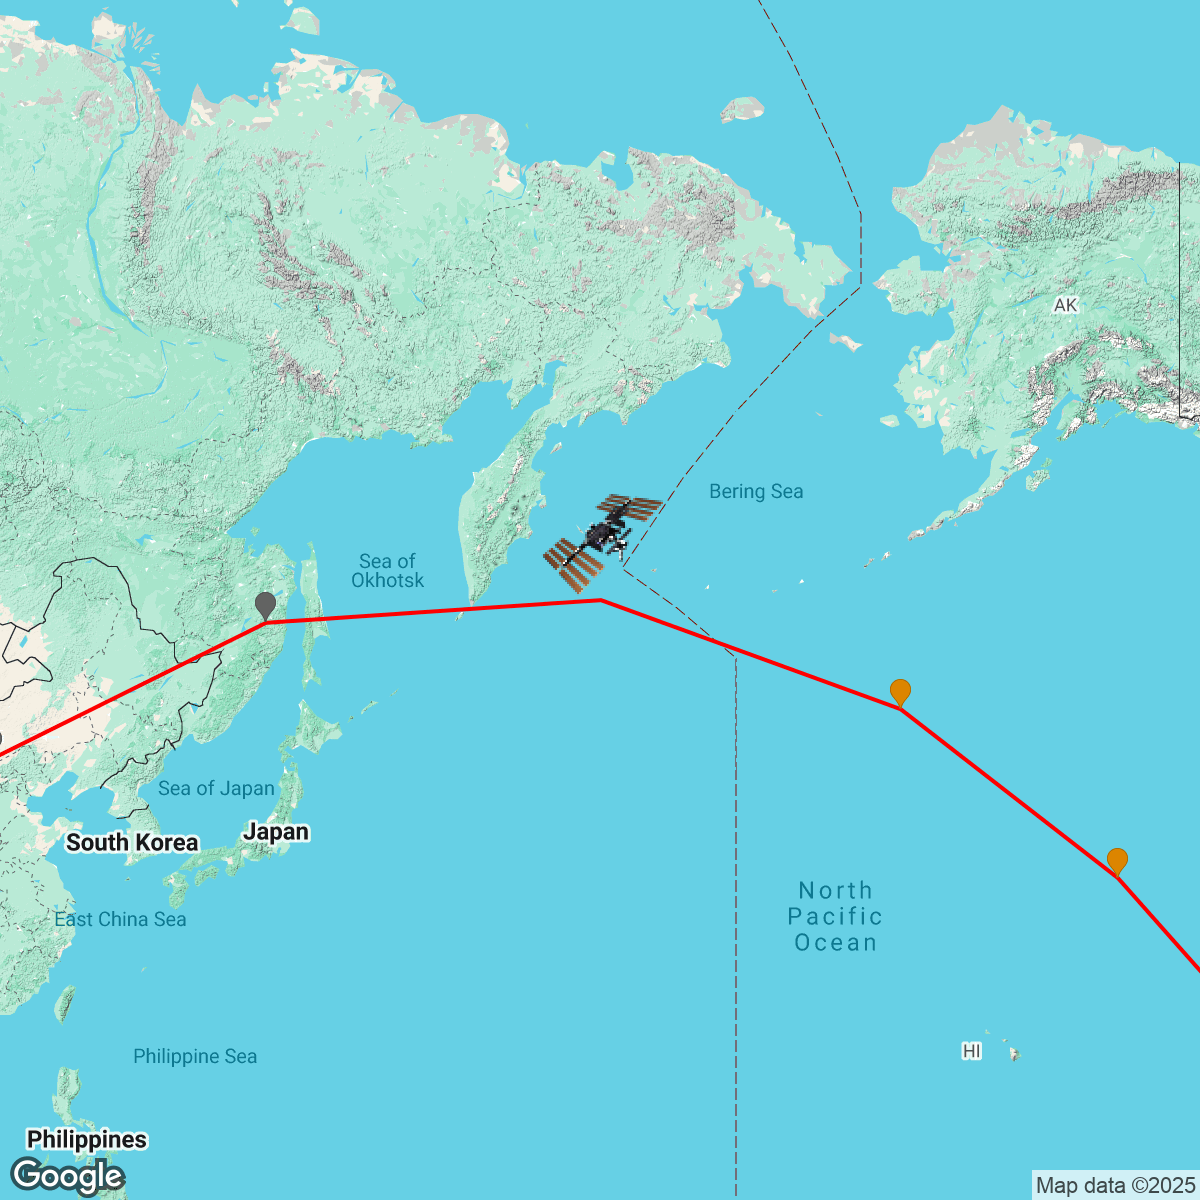 AK
Bering Sea
Sea of
Okhotsk
Sea of Japan
Japan
South Korea
North
Pacific
Ocean
East China Sea
HI
Philippine Sea
Philippines
Google
Map data ©2025